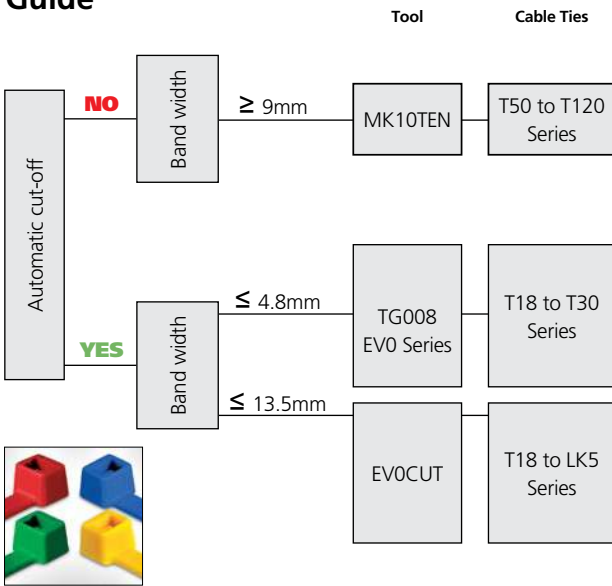 Guide
Tool
Cable Ties
Automatic cut-off
NO
Band width
≥ 9mm
MK10TEN
T50 to T120
Series
YES
Band width
≤ 4.8mm
TG008
EV0 Series
T18 to T30
Series
≤ 13.5mm
EV0CUT
T18 to LK5
Series